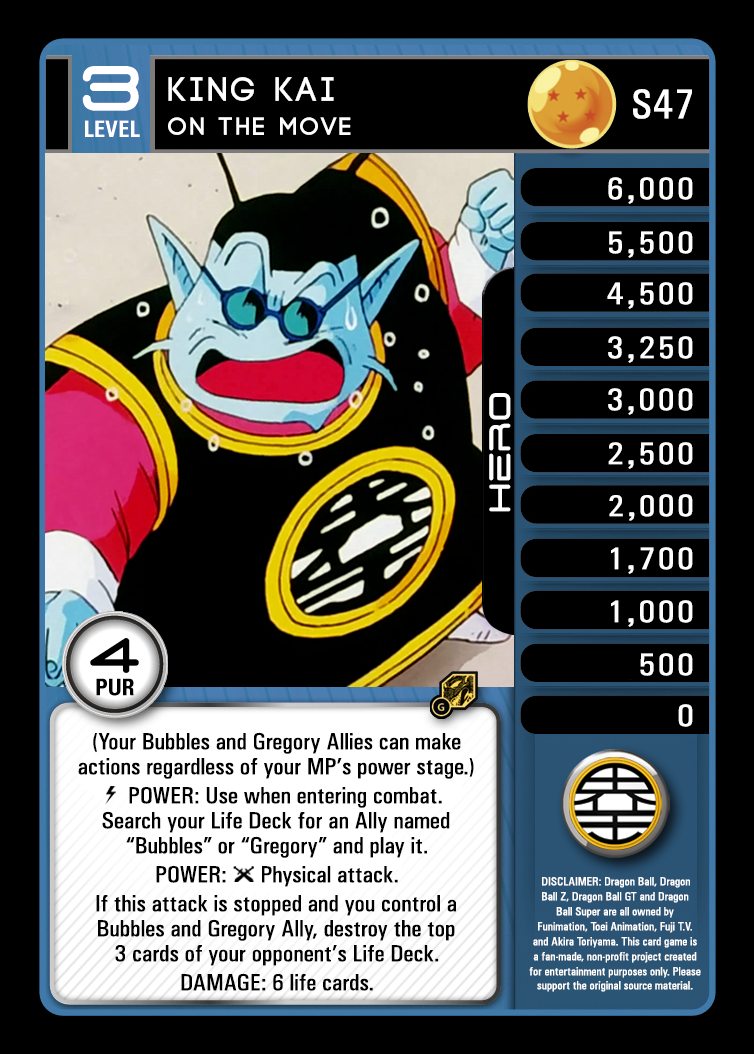 3
LEVEL
KING KAI
ON THE MOVE
S47
6,000
5,500
4,500
3,250
3,000
2,500
2,000
1,700
1,000
500
0
HERO
4
PUR
G
(Your Bubbles and Gregory Allies can make
actions regardless of your MP's power stage.)
POWER: Use when entering combat.
Search your Life Deck for an Ally named
“Bubbles” or “Gregory” and play it.
POWER: Physical attack.
If this attack is stopped and you control a
Bubbles and Gregory Ally, destroy the top
3 cards of your opponent's Life Deck.
DAMAGE: 6 life cards.
DISCLAIMER: Dragon Ball, Dragon
Ball Z, Dragon Ball GT and Dragon
Ball Super are all owned by
Funimation, Toei Animation, Fuji T.V.
and Akira Toriyama. This card game is
a fan-made, non-profit project created
for entertainment purposes only. Please
support the original source material.